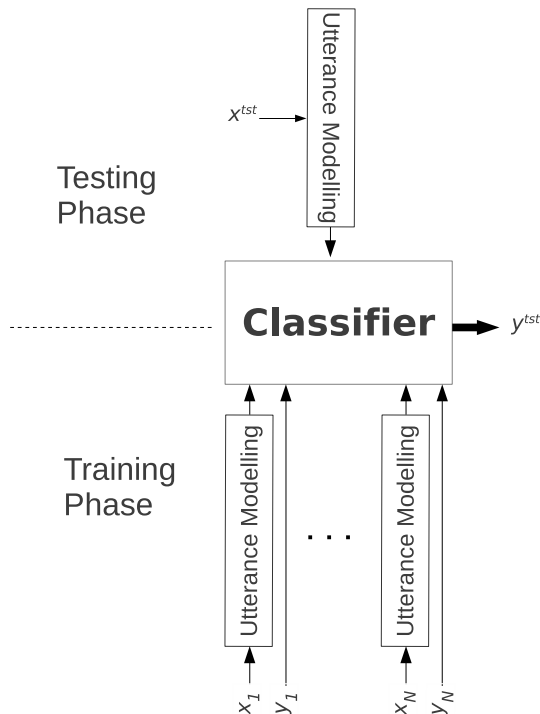 Utterance Modelling
x^tst
Testing
Phase
Classifier
y^tst
Training
Phase
Utterance Modelling
. . .
Utterance Modelling
x_1
y_1
x_N
y_N